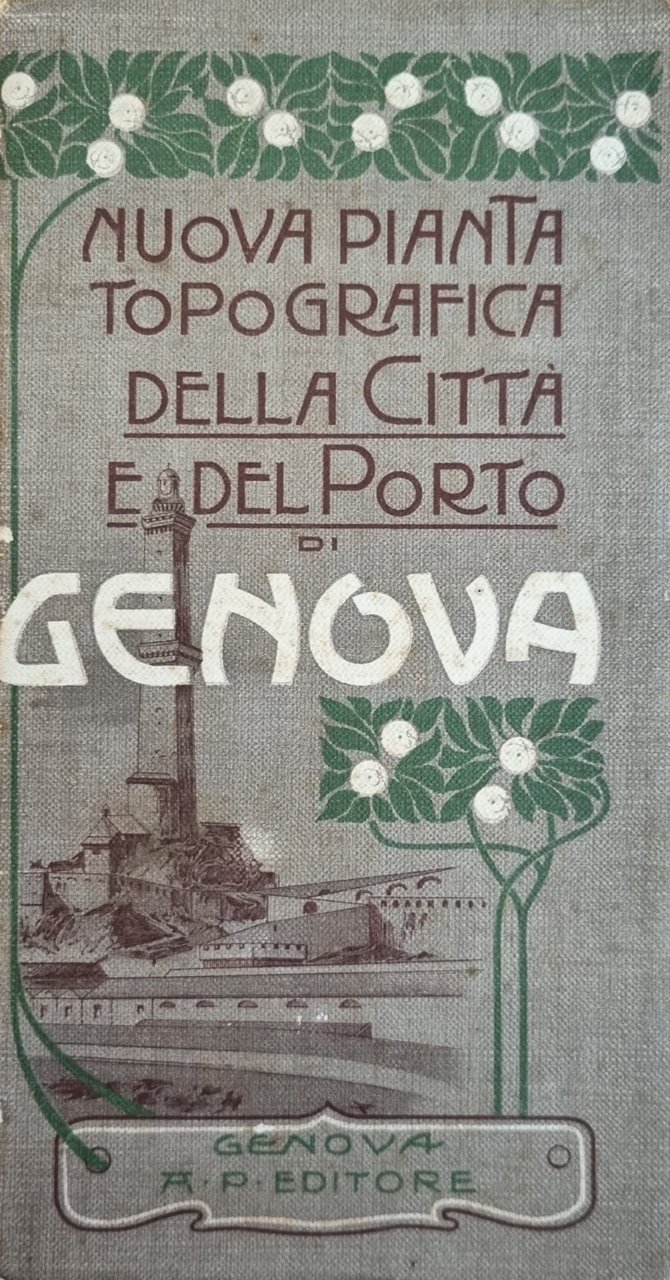 NUOVA PIANTA
TOPOGRAFICA
DELLA CITTÀ
E DEL PORTO
DI
GENOVA
GENOVA
A·P·EDITORE